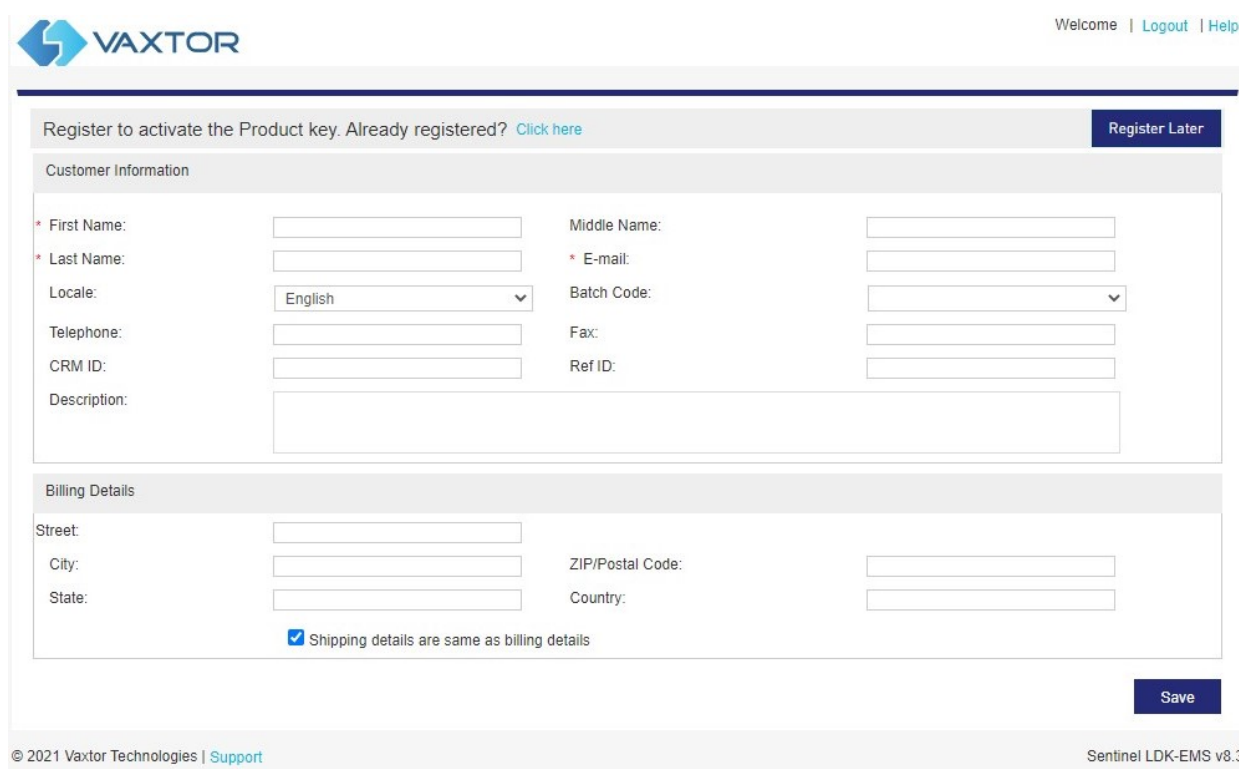 VAXTOR
Welcome | Logout | Help
Register to activate the Product key. Already registered? Click here
Register Later
Customer Information
* First Name: Middle Name:
* Last Name: * E-mail:
Locale: English Batch Code:
Telephone: Fax:
CRM ID: Ref ID:
Description:
Billing Details
Street:
City: ZIP/Postal Code:
State: Country:
Shipping details are same as billing details
Save
© 2021 Vaxtor Technologies | Support Sentinel LDK-EMS v8.3